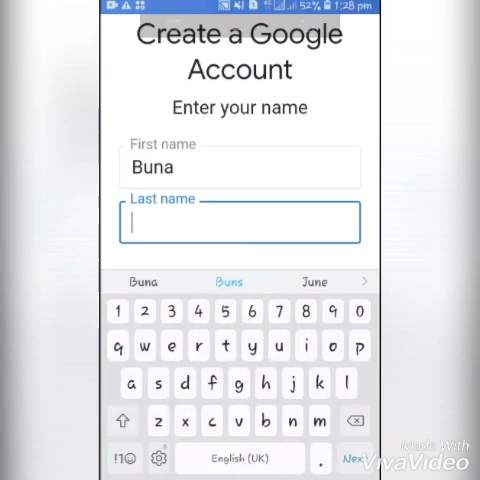 52% 1:28 pm
Create a Google
Account
Enter your name
First name
Buna
Last name
Buna Buns June
1 2 3 4 5 6 7 8 9 0
q w e r t y u i o p
a s d f g h j k l
z x c v b n m
!1☺ English (UK) . Next
Made With
VivaVideo